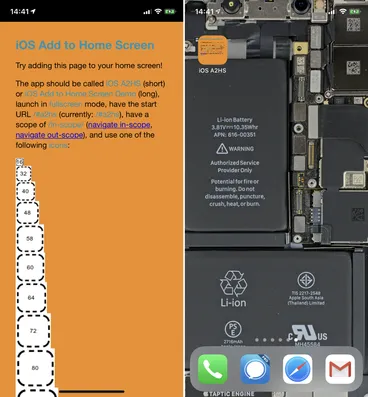 14:41
iOS Add to Home Screen
Try adding this page to your home screen!
The app should be called iOS A2HS (short)
or iOS Add to Home Screen Demo (long),
launch in fullscreen mode, have the start
URL /#a2hs (currently: /#a2hs), have a
scope of /in-scope/ (navigate in-scope,
navigate out-scope), and use one of the
following icons:
16
32
40
48
58
60
64
72
80
14:41
iOS A2HS
Li-ion Battery
APN: 616-00351
WARNING
Authorized Service
Provider Only
Potential for fire or
burning. Do not
disassemble, puncture,
crush, heat, or burn.
Li-ion
TIS 2217-2548
Apple South Asia
(Thailand) Limited
PS
E
US
TAPTIC ENGINE